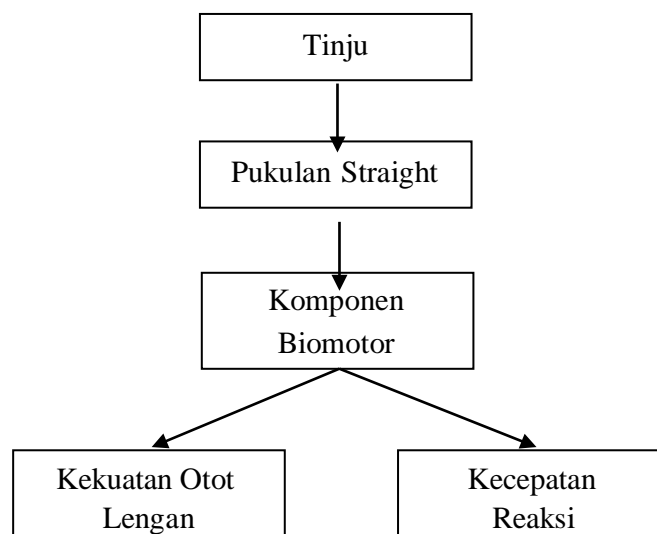 Tinju
Pukulan Straight
Komponen
Biomotor
Kekuatan Otot
Lengan
Kecepatan
Reaksi